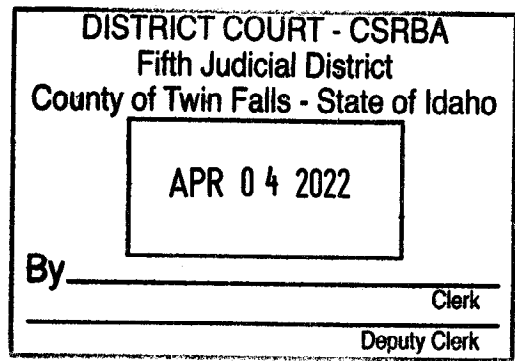 DISTRICT COURT - CSRBA
Fifth Judicial District
County of Twin Falls - State of Idaho
APR 04 2022
By
Clerk
Deputy Clerk